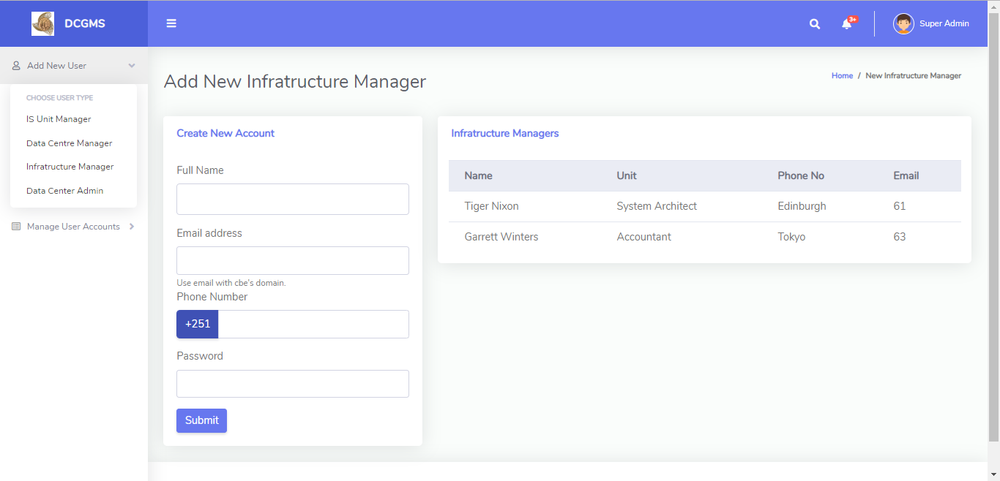 DCGMS
3+
Super Admin
Add New User
CHOOSE USER TYPE
IS Unit Manager
Data Centre Manager
Infratructure Manager
Data Center Admin
Manage User Accounts
Add New Infratructure Manager
Home / New Infratructure Manager
Create New Account
Full Name
Email address
Use email with cbe's domain.
Phone Number
+251
Password
Submit
Infratructure Managers
Name Unit Phone No Email
Tiger Nixon System Architect Edinburgh 61
Garrett Winters Accountant Tokyo 63